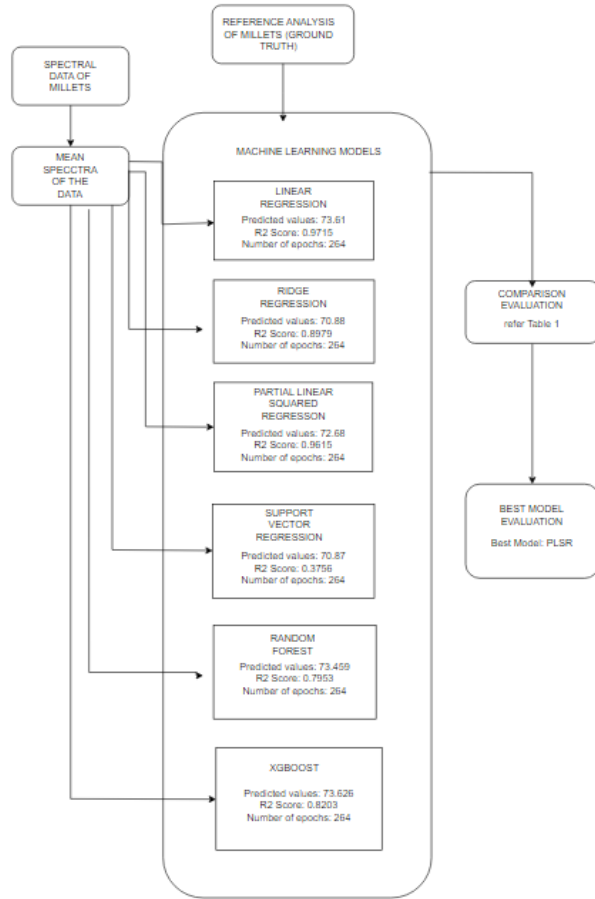 REFERENCE ANALYSIS
OF MILLETS (GROUND
TRUTH)
SPECTRAL
DATA OF
MILLETS
MEAN
SPECCTRA
OF THE
DATA
MACHINE LEARNING MODELS
LINEAR
REGRESSION
Predicted values: 73.61
R2 Score: 0.9715
Number of epochs: 264
RIDGE
REGRESSION
Predicted values: 70.88
R2 Score: 0.8979
Number of epochs: 264
PARTIAL LINEAR
SQUARED
REGRESSON
Predicted values: 72.68
R2 Score: 0.9615
Number of epochs: 264
SUPPORT
VECTOR
REGRESSION
Predicted values: 70.87
R2 Score: 0.3756
Number of epochs: 264
RANDOM
FOREST
Predicted values: 73.459
R2 Score: 0.7953
Number of epochs: 264
XGBOOST
Predicted values: 73.626
R2 Score: 0.8203
Number of epochs: 264
COMPARISON
EVALUATION
refer Table 1
BEST MODEL
EVALUATION
Best Model: PLSR